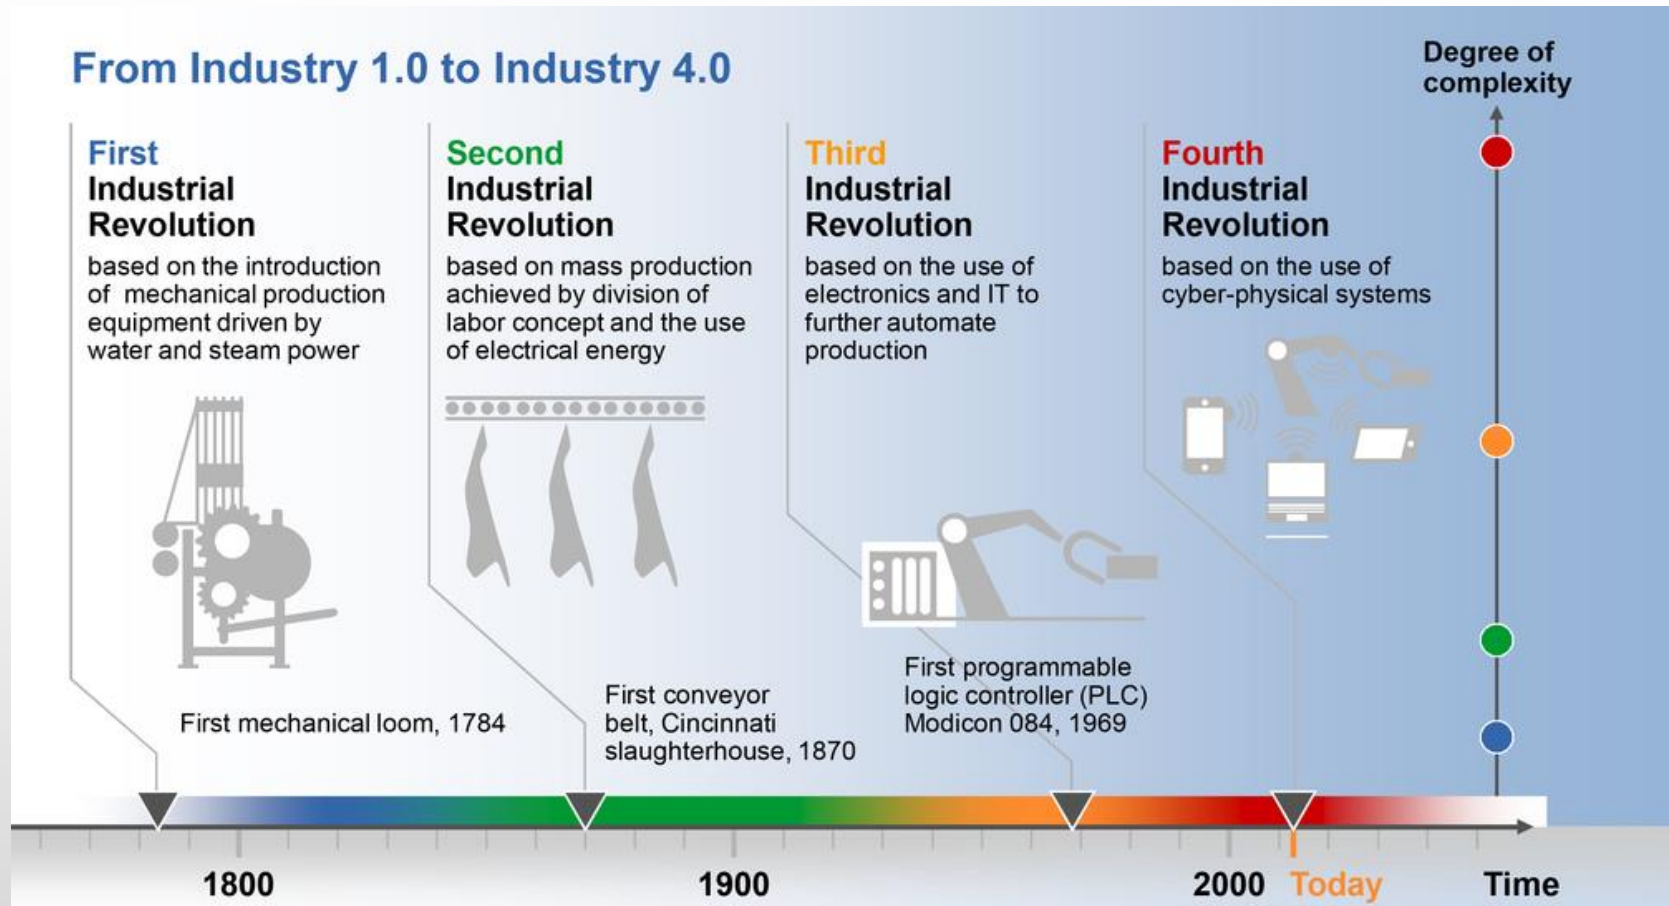 From Industry 1.0 to Industry 4.0
Degree of
complexity
First
Industrial
Revolution
based on the introduction
of mechanical production
equipment driven by
water and steam power
First mechanical loom, 1784
Second
Industrial
Revolution
based on mass production
achieved by division of
labor concept and the use
of electrical energy
First conveyor
belt, Cincinnati
slaughterhouse, 1870
Third
Industrial
Revolution
based on the use of
electronics and IT to
further automate
production
First programmable
logic controller (PLC)
Modicon 084, 1969
Fourth
Industrial
Revolution
based on the use of
cyber-physical systems
1800
1900
2000
Today
Time